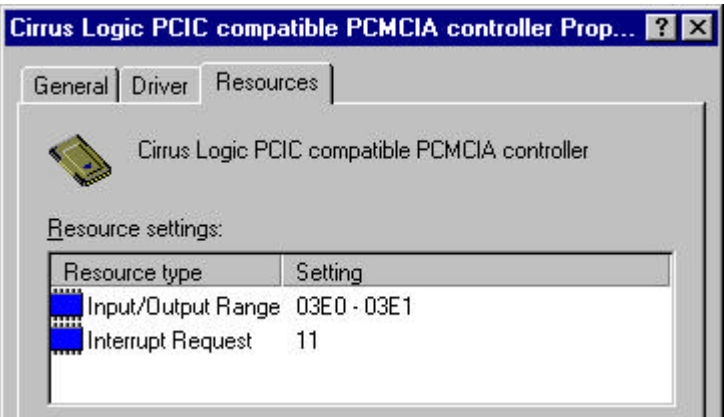 Cirrus Logic PCIC compatible PCMCIA controller Prop... ? X
General Driver Resources
Cirrus Logic PCIC compatible PCMCIA controller
Resource settings:
Resource type Setting
Input/Output Range 03E0 - 03E1
Interrupt Request 11